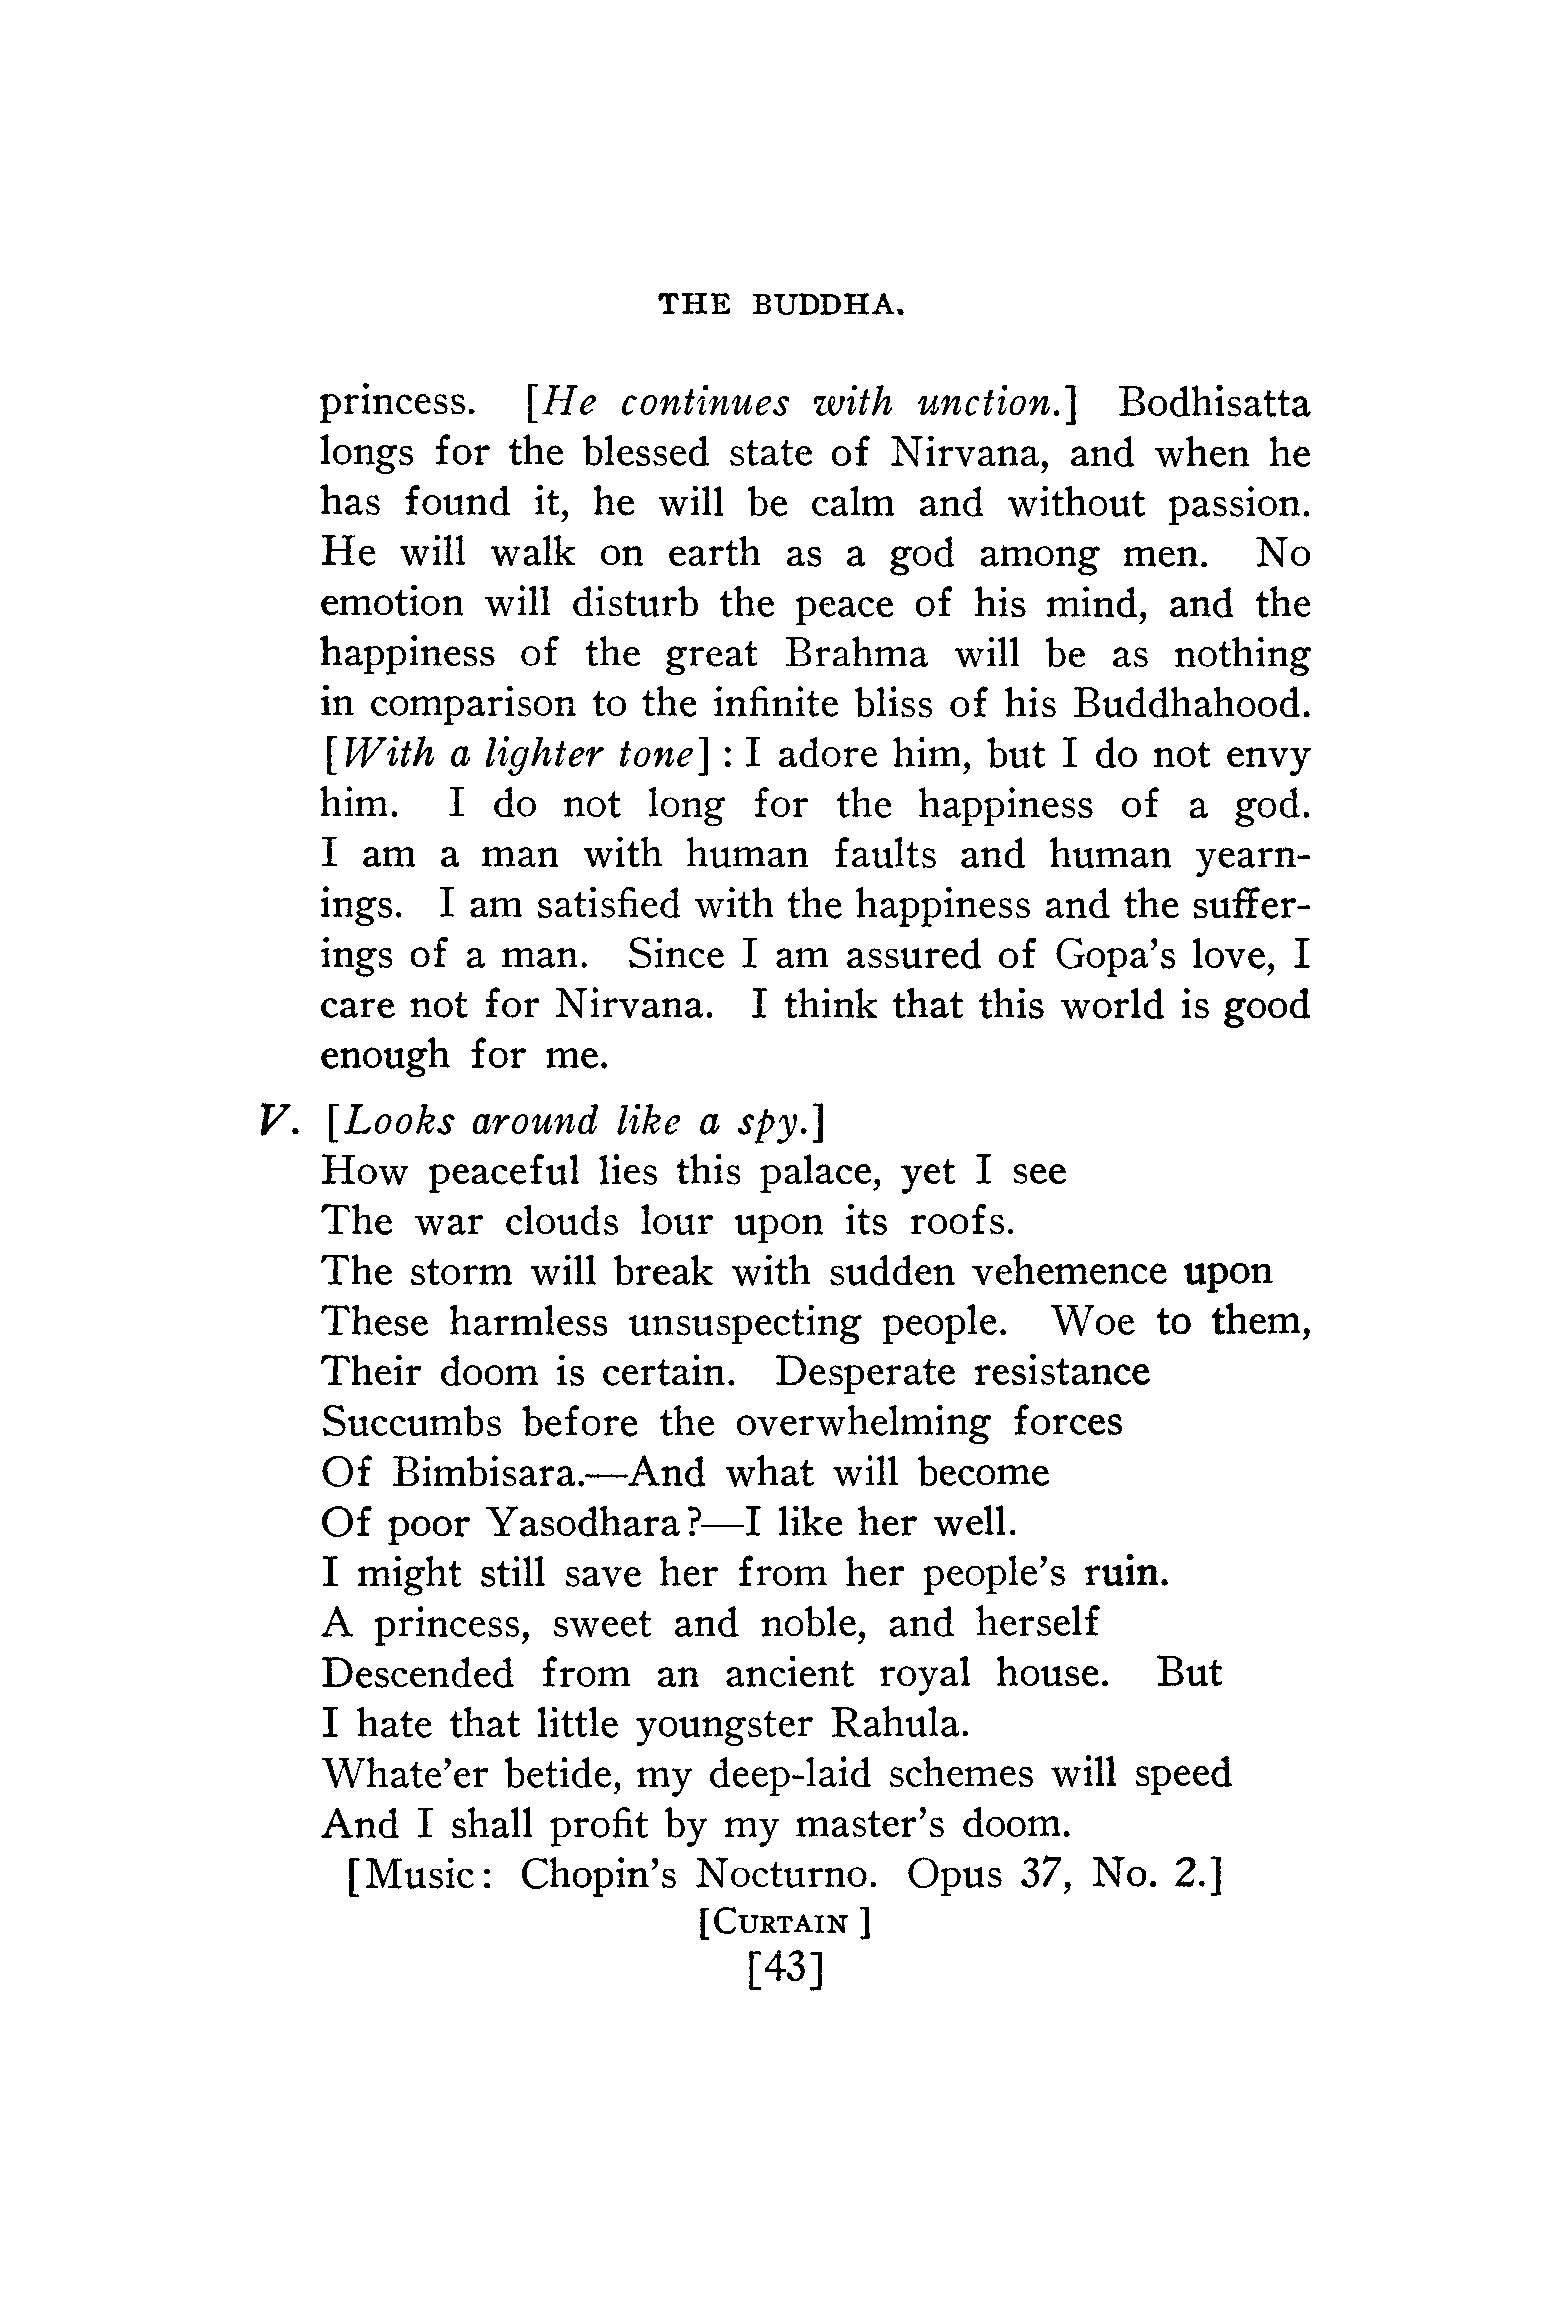 THE BUDDHA.
princess. [He continues with unction.] Bodhisatta
longs for the blessed state of Nirvana, and when he
has found it, he will be calm and without passion.
He will walk on earth as a god among men. No
emotion will disturb the peace of his mind, and the
happiness of the great Brahma will be as nothing
in comparison to the infinite bliss of his Buddhahood.
[With a lighter tone] : I adore him, but I do not envy
him. I do not long for the happiness of a god.
I am a man with human faults and human yearn-
ings. I am satisfied with the happiness and the suffer-
ings of a man. Since I am assured of Gopa's love, I
care not for Nirvana. I think that this world is good
enough for me.
V. [Looks around like a spy.]
How peaceful lies this palace, yet I see
The war clouds lour upon its roofs.
The storm will break with sudden vehemence upon
These harmless unsuspecting people. Woe to them,
Their doom is certain. Desperate resistance
Succumbs before the overwhelming forces
Of Bimbisara.—And what will become
Of poor Yasodhara?—I like her well.
I might still save her from her people's ruin.
A princess, sweet and noble, and herself
Descended from an ancient royal house. But
I hate that little youngster Rahula.
Whate'er betide, my deep-laid schemes will speed
And I shall profit by my master's doom.
[Music: Chopin's Nocturno. Opus 37, No. 2.]
[CURTAIN ]
[43]